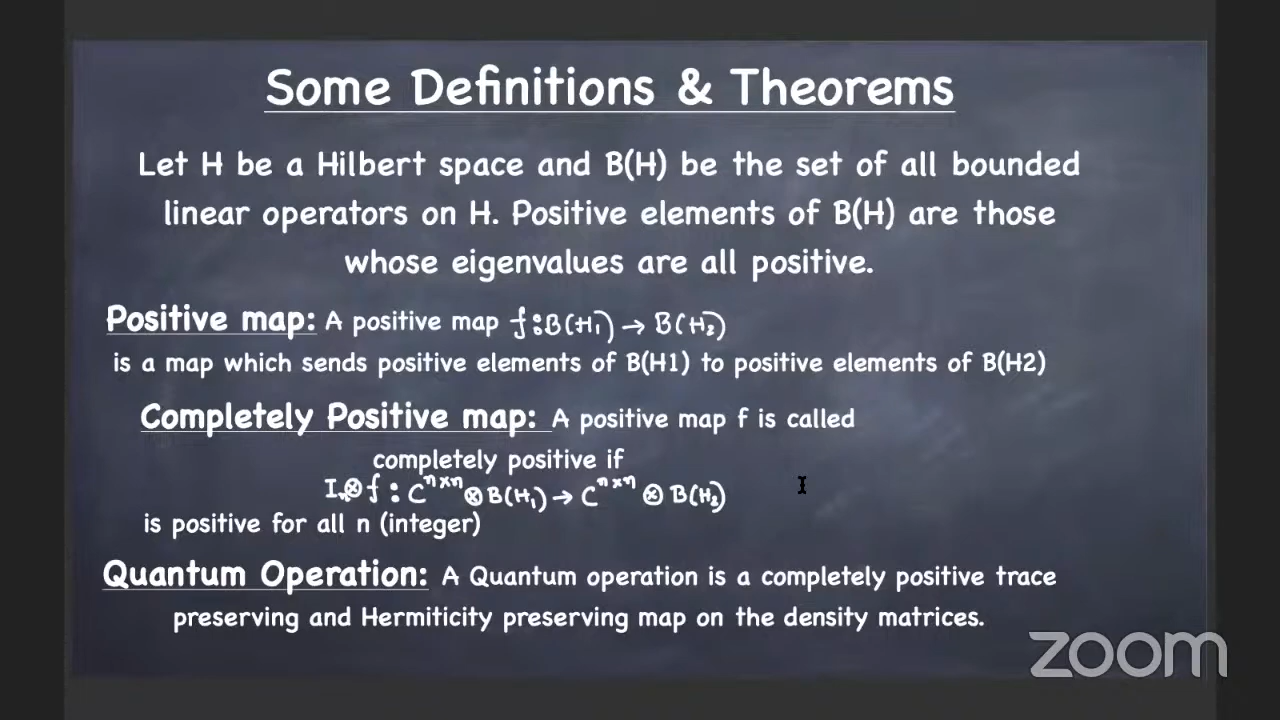 Some Definitions & Theorems
Let H be a Hilbert space and B(H) be the set of all bounded
linear operators on H. Positive elements of B(H) are those
whose eigenvalues are all positive.
Positive map: A positive map f : B(H₁) → B(H₂)
is a map which sends positive elements of B(H1) to positive elements of B(H2)
Completely Positive map: A positive map f is called
completely positive if
Iₙ⊗ f : Cⁿˣⁿ ⊗ B(H₁) → Cⁿˣⁿ ⊗ B(H₂)
is positive for all n (integer)
Quantum Operation: A Quantum operation is a completely positive trace
preserving and Hermiticity preserving map on the density matrices.
zoom